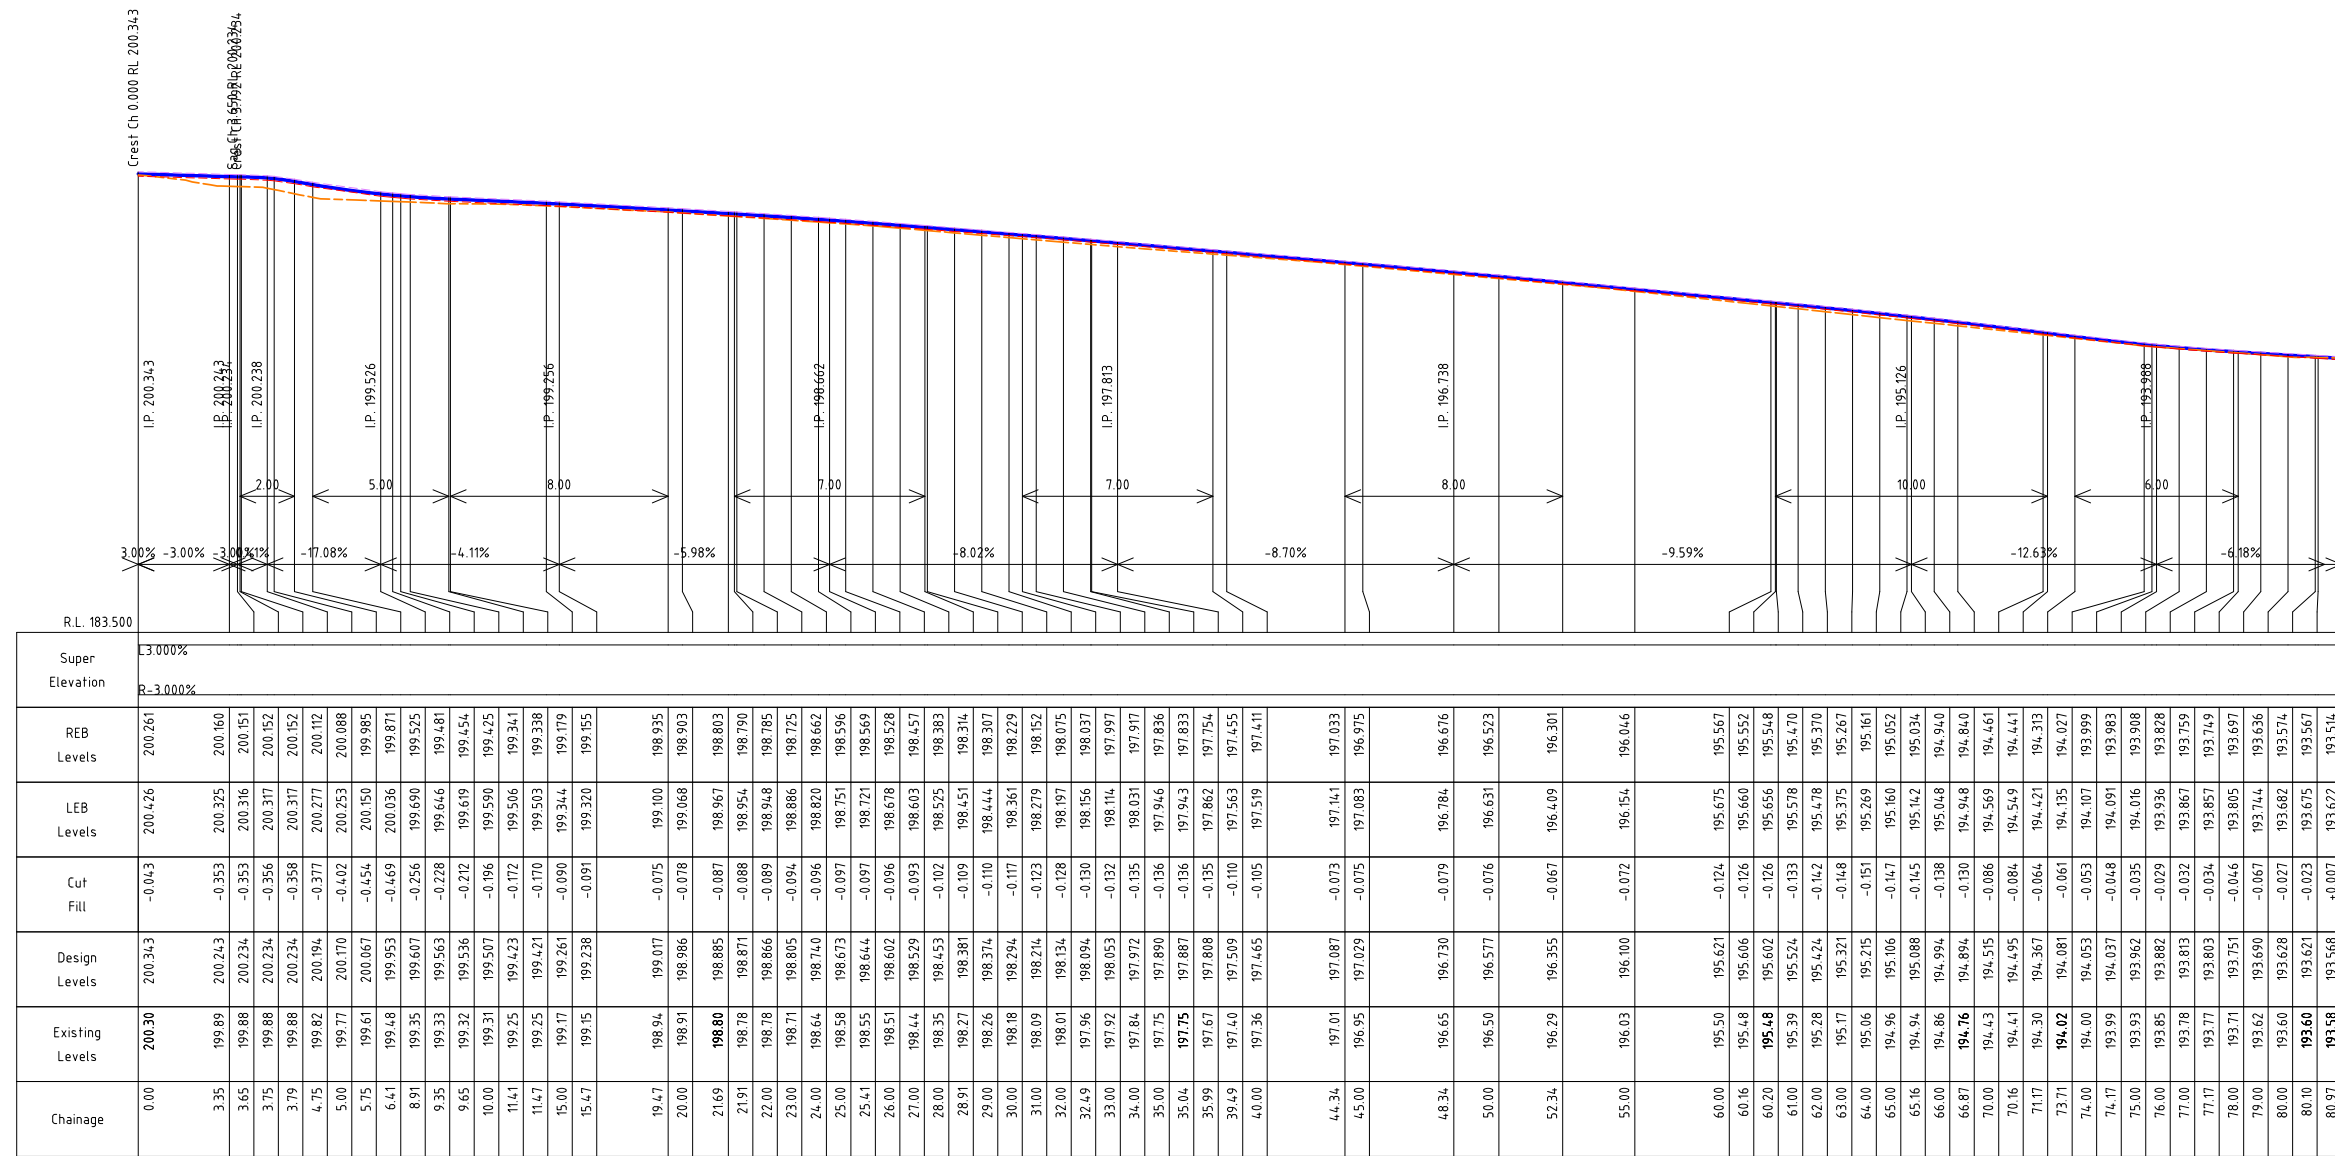 Crest Ch 0.000 RL 200.343
Sag Ch 3.650 RL 200.234
Crest Ch 3.792 RL 200.234
I.P. 200.343
I.P. 200.243
I.P. 200.234
I.P. 200.238
I.P. 199.526
I.P. 199.256
I.P. 198.662
I.P. 197.813
I.P. 196.738
I.P. 195.126
I.P. 193.988
2.00 5.00 8.00 7.00 7.00 8.00 10.00 6.00
3.00% -3.00% -3.00% -17.08% -4.11% -5.98% -8.02% -8.70% -9.59% -12.63% -6.18%
R.L. 183.500
Super
Elevation
L3.000%
R-3.000%
REB
Levels
200.261 200.160 200.151 200.152 200.152 200.112 200.088 199.985 199.871 199.525 199.481 199.454 199.425 199.341 199.338 199.179 199.155 198.935 198.903 198.803 198.790 198.785 198.725 198.662 198.596 198.569 198.528 198.457 198.383 198.314 198.307 198.229 198.152 198.075 198.037 197.997 197.917 197.836 197.833 197.754 197.455 197.411 197.033 196.975 196.676 196.523 196.301 196.046 195.567 195.552 195.548 195.470 195.370 195.267 195.161 195.052 195.034 194.940 194.840 194.461 194.441 194.313 194.027 193.999 193.983 193.908 193.828 193.759 193.749 193.697 193.636 193.574 193.567 193.514
LEB
Levels
200.426 200.325 200.316 200.317 200.317 200.277 200.253 200.150 200.036 199.690 199.646 199.619 199.590 199.506 199.503 199.344 199.320 199.100 199.068 198.967 198.954 198.948 198.886 198.820 198.751 198.721 198.678 198.603 198.525 198.451 198.444 198.361 198.279 198.197 198.156 198.114 198.031 197.946 197.943 197.862 197.563 197.519 197.141 197.083 196.784 196.631 196.409 196.154 195.675 195.660 195.656 195.578 195.478 195.375 195.269 195.160 195.142 195.048 194.948 194.569 194.549 194.421 194.135 194.107 194.091 194.016 193.936 193.867 193.857 193.805 193.744 193.682 193.675 193.622
Cut
Fill
-0.043 -0.353 -0.353 -0.356 -0.358 -0.377 -0.402 -0.454 -0.469 -0.256 -0.228 -0.212 -0.196 -0.172 -0.170 -0.090 -0.091 -0.075 -0.078 -0.087 -0.088 -0.089 -0.094 -0.096 -0.097 -0.097 -0.096 -0.093 -0.102 -0.109 -0.110 -0.117 -0.123 -0.128 -0.130 -0.132 -0.135 -0.136 -0.136 -0.135 -0.110 -0.105 -0.073 -0.075 -0.079 -0.076 -0.067 -0.072 -0.124 -0.126 -0.126 -0.133 -0.142 -0.148 -0.151 -0.147 -0.145 -0.138 -0.130 -0.086 -0.084 -0.064 -0.061 -0.053 -0.048 -0.035 -0.029 -0.032 -0.034 -0.046 -0.067 -0.027 -0.023 +0.007
Design
Levels
200.343 200.243 200.234 200.234 200.234 200.194 200.170 200.067 199.953 199.607 199.563 199.536 199.507 199.423 199.421 199.261 199.238 199.017 198.986 198.885 198.871 198.866 198.805 198.740 198.673 198.644 198.602 198.529 198.453 198.381 198.374 198.294 198.214 198.134 198.094 198.053 197.972 197.890 197.887 197.808 197.509 197.465 197.087 197.029 196.730 196.577 196.355 196.100 195.621 195.606 195.602 195.524 195.424 195.321 195.215 195.106 195.088 194.994 194.894 194.515 194.495 194.367 194.081 194.053 194.037 193.962 193.882 193.813 193.803 193.751 193.690 193.628 193.621 193.568
Existing
Levels
200.30 199.89 199.88 199.88 199.88 199.82 199.77 199.61 199.48 199.35 199.33 199.32 199.31 199.25 199.25 199.17 199.15 198.94 198.91 198.80 198.78 198.78 198.71 198.64 198.58 198.55 198.51 198.44 198.35 198.27 198.26 198.18 198.09 198.01 197.96 197.92 197.84 197.75 197.75 197.67 197.40 197.36 197.01 196.95 196.65 196.50 196.29 196.03 195.50 195.48 195.48 195.39 195.28 195.17 195.06 194.96 194.94 194.86 194.76 194.43 194.41 194.30 194.02 194.00 193.99 193.93 193.85 193.78 193.77 193.71 193.62 193.60 193.60 193.58
Chainage
0.00 3.35 3.65 3.75 3.79 4.75 5.00 5.75 6.41 8.91 9.35 9.65 10.00 11.41 11.47 15.00 15.47 19.47 20.00 21.69 21.91 22.00 23.00 24.00 25.00 25.41 26.00 27.00 28.00 28.91 29.00 30.00 31.00 32.00 32.49 33.00 34.00 35.00 35.04 35.99 39.49 40.00 44.34 45.00 48.34 50.00 52.34 55.00 60.00 60.16 60.20 61.00 62.00 63.00 64.00 65.00 65.16 66.00 66.87 70.00 70.16 71.17 73.71 74.00 74.17 75.00 76.00 77.00 77.17 78.00 79.00 80.00 80.10 80.97